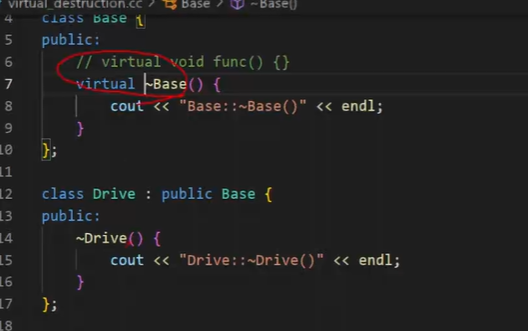 virtual_destruction.cc > Base > ~Base()
4 class Base {
5 public:
6 // virtual void func() {}
7 virtual ~Base() {
8 cout << "Base::~Base()" << endl;
9 }
10 };
11
12 class Drive : public Base {
13 public:
14 ~Drive() {
15 cout << "Drive::~Drive()" << endl;
16 }
17 };
18